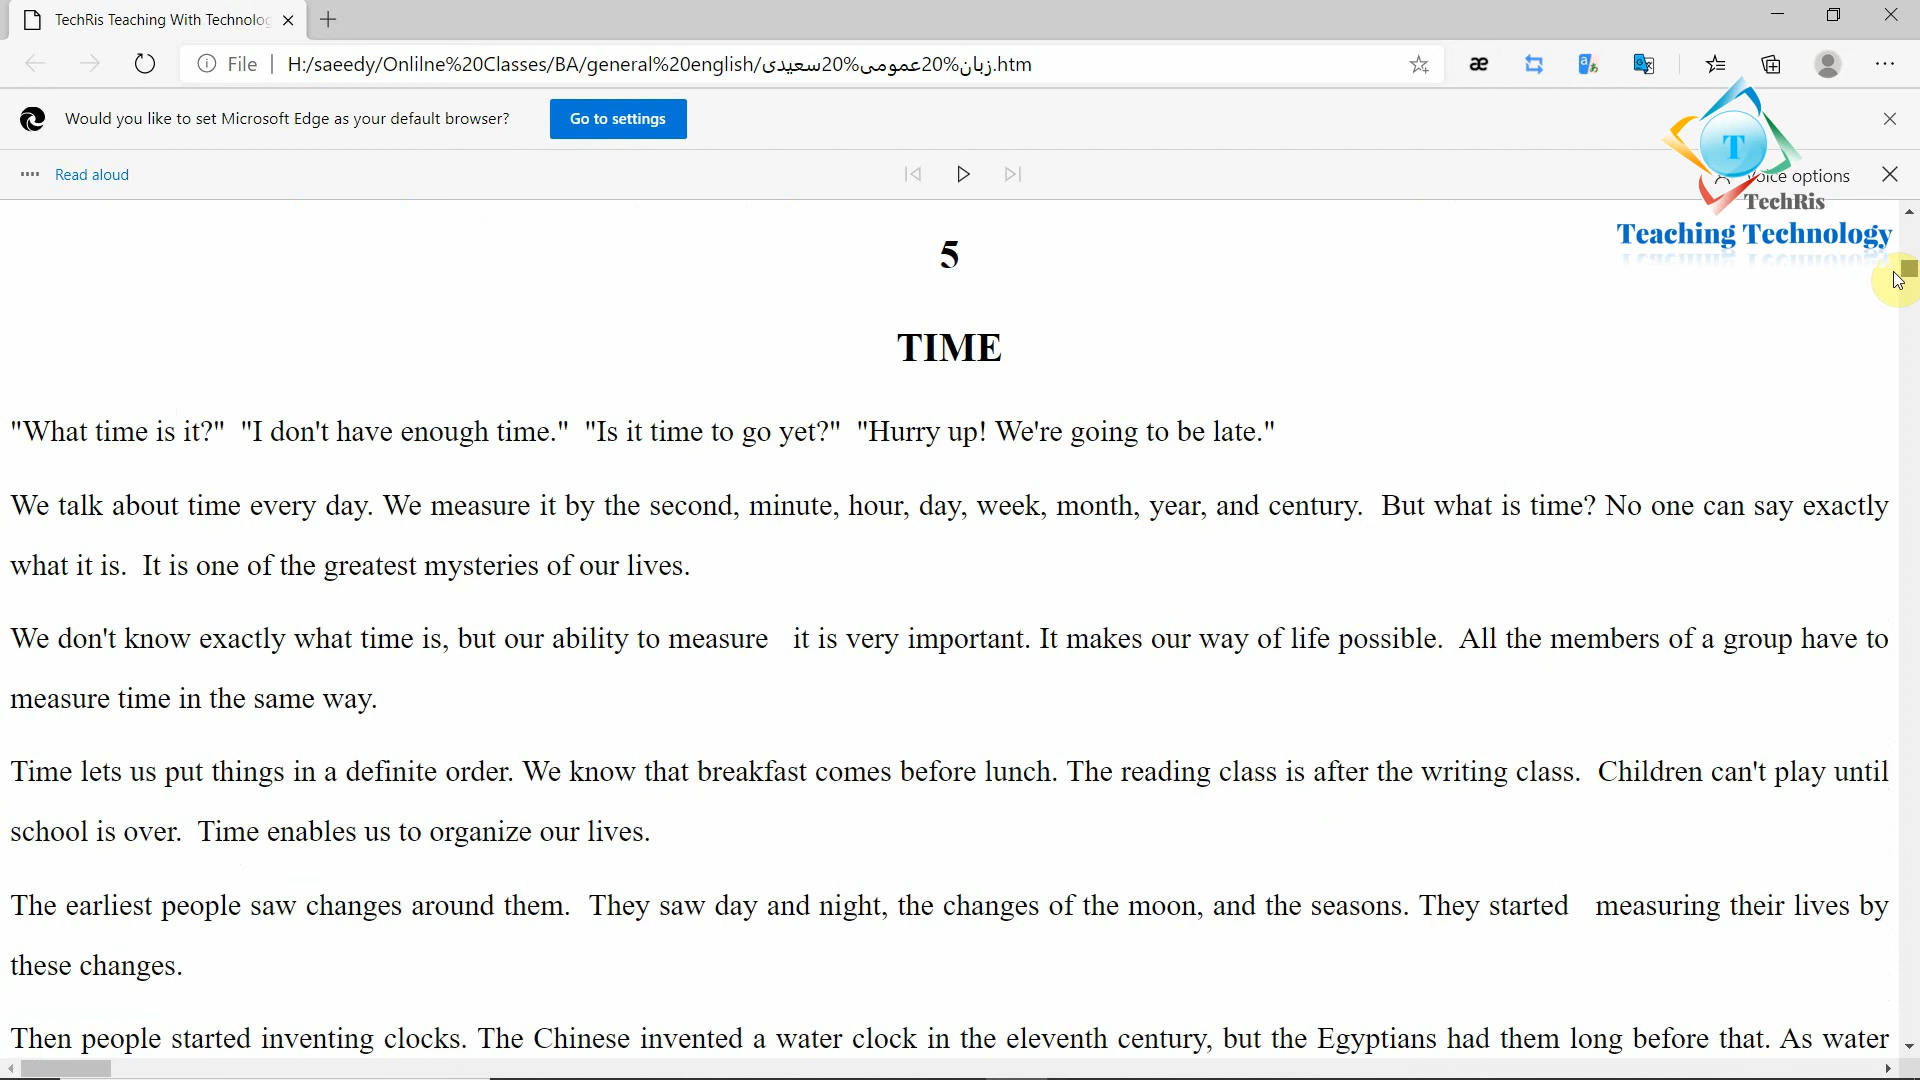 TechRis Teaching With Technolog
File
H:/saeedy/Onlilne%20Classes/BA/general%20english/زبان%20عمومی%20سعیدی.htm
Would you like to set Microsoft Edge as your default browser?
Go to settings
Read aloud
Voice options
T
TechRis
Teaching Technology
5
TIME
"What time is it?" "I don't have enough time." "Is it time to go yet?" "Hurry up! We're going to be late."
We talk about time every day. We measure it by the second, minute, hour, day, week, month, year, and century. But what is time? No one can say exactly
what it is. It is one of the greatest mysteries of our lives.
We don't know exactly what time is, but our ability to measure it is very important. It makes our way of life possible. All the members of a group have to
measure time in the same way.
Time lets us put things in a definite order. We know that breakfast comes before lunch. The reading class is after the writing class. Children can't play until
school is over. Time enables us to organize our lives.
The earliest people saw changes around them. They saw day and night, the changes of the moon, and the seasons. They started measuring their lives by
these changes.
Then people started inventing clocks. The Chinese invented a water clock in the eleventh century, but the Egyptians had them long before that. As water